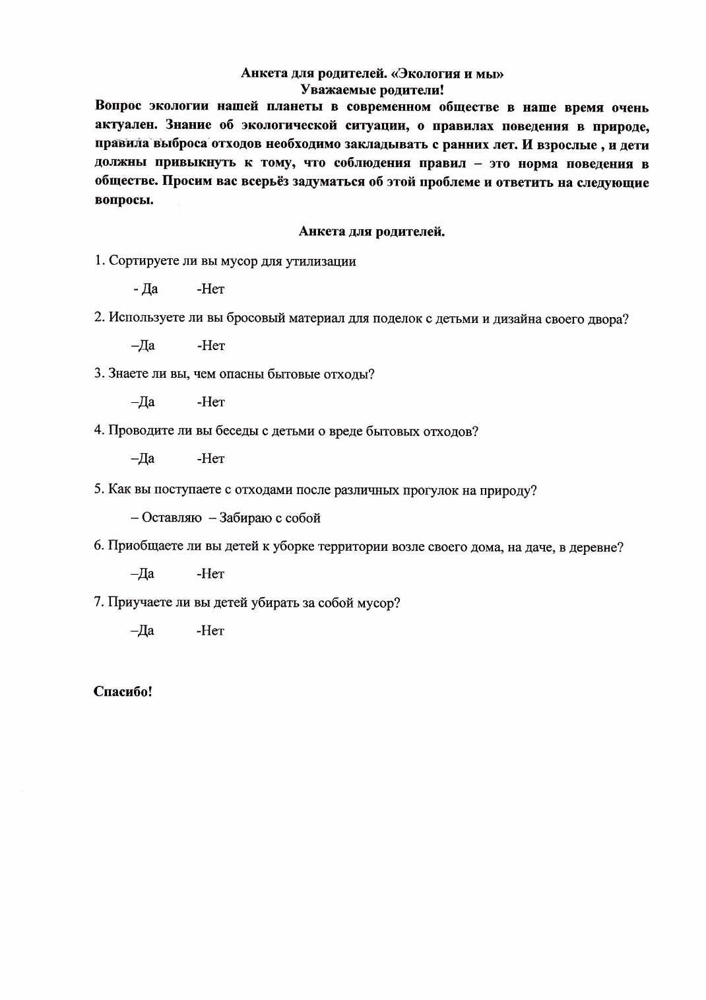 Анкета для родителей. «Экология и мы»
Уважаемые родители!
Вопрос экологии нашей планеты в современном обществе в наше время очень
актуален. Знание об экологической ситуации, о правилах поведения в природе,
правила выброса отходов необходимо закладывать с ранних лет. И взрослые , и дети
должны привыкнуть к тому, что соблюдения правил – это норма поведения в
обществе. Просим вас всерьёз задуматься об этой проблеме и ответить на следующие
вопросы.
Анкета для родителей.
1. Сортируете ли вы мусор для утилизации
- Да -Нет
2. Используете ли вы бросовый материал для поделок с детьми и дизайна своего двора?
–Да -Нет
3. Знаете ли вы, чем опасны бытовые отходы?
–Да -Нет
4. Проводите ли вы беседы с детьми о вреде бытовых отходов?
–Да -Нет
5. Как вы поступаете с отходами после различных прогулок на природу?
– Оставляю – Забираю с собой
6. Приобщаете ли вы детей к уборке территории возле своего дома, на даче, в деревне?
–Да -Нет
7. Приучаете ли вы детей убирать за собой мусор?
–Да -Нет
Спасибо!